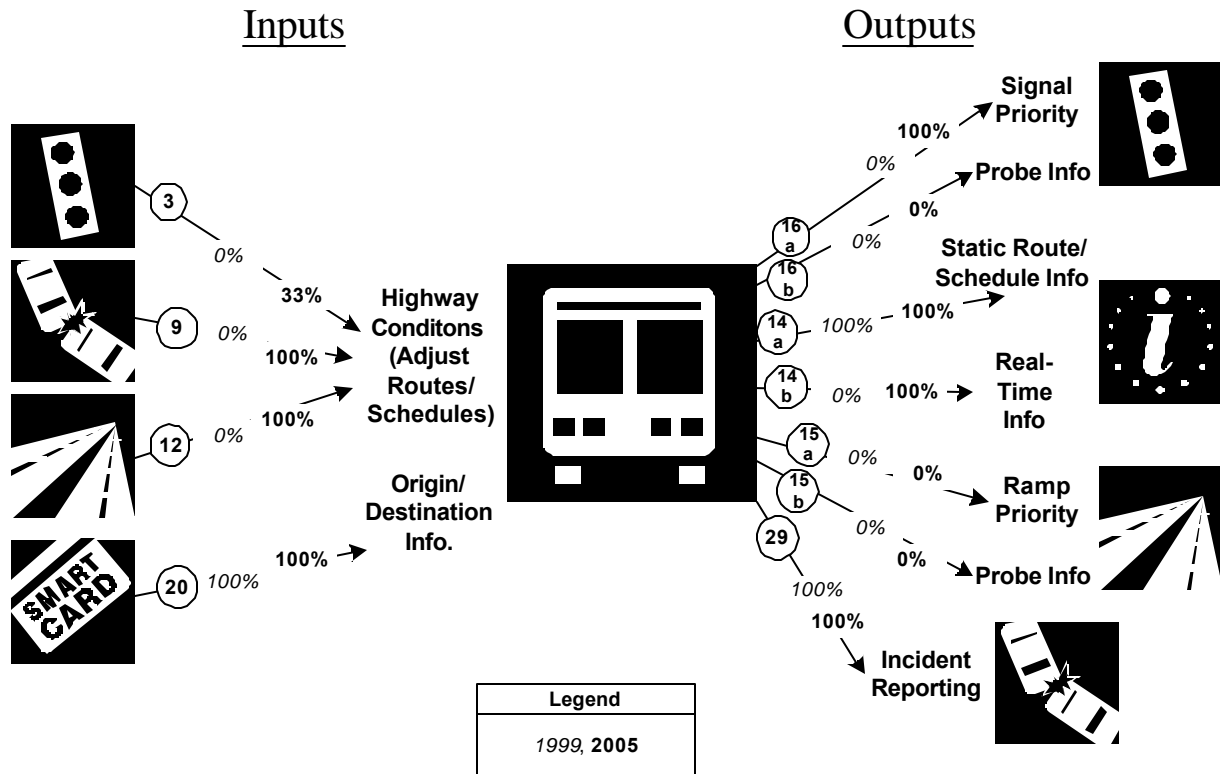 Inputs
Outputs
3
0%
33%
9
0%
100%
12
0%
100%
Highway
Conditons
(Adjust
Routes/
Schedules)
SMART
CARD
20
100%
100%
Origin/
Destination
Info.
16
a
0%
100%
Signal
Priority
16
b
0%
0%
Probe Info
14
a
100%
100%
Static Route/
Schedule Info
i
14
b
0%
100%
Real-
Time
Info
15
a
0%
0%
Ramp
Priority
15
b
0%
0%
Probe Info
29
100%
100%
Incident
Reporting
Legend
1999, 2005